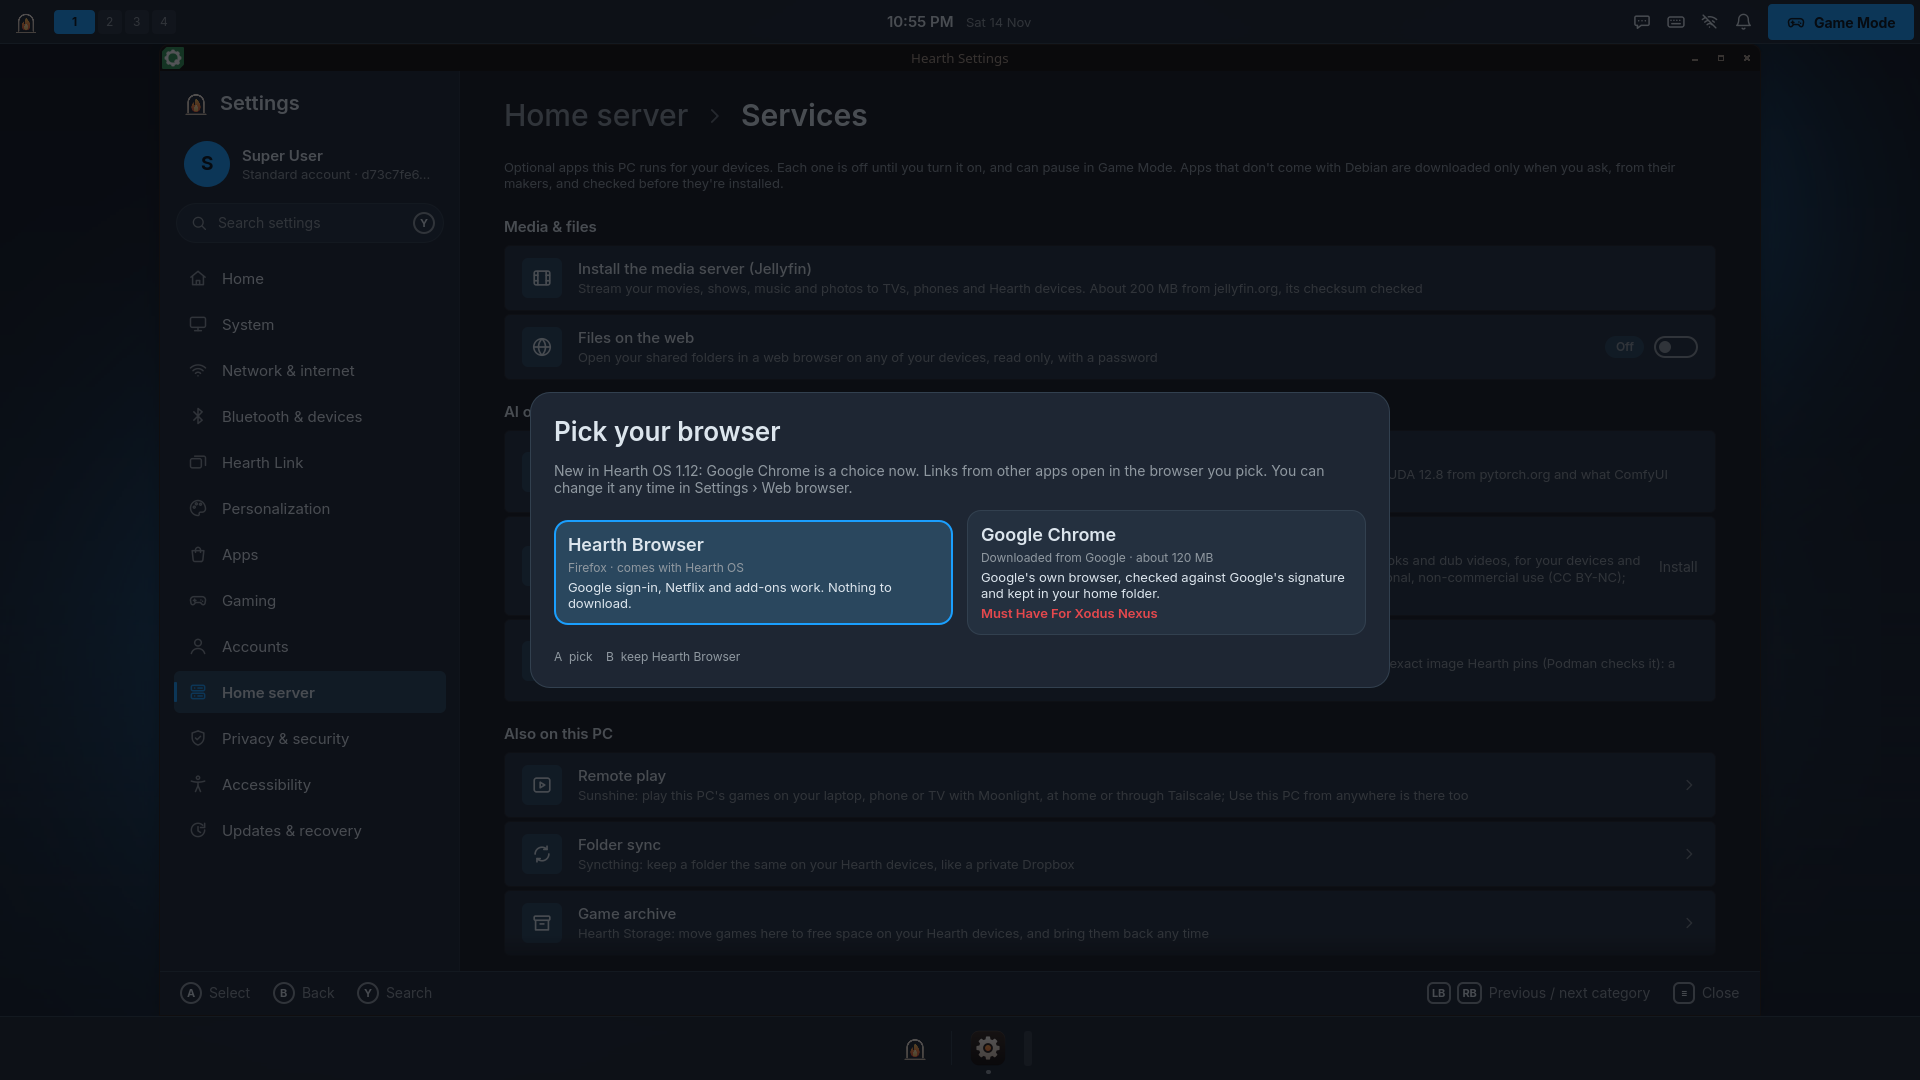 1 2 3 4
10:55 PM Sat 14 Nov
Game Mode
Hearth Settings
Settings
S
Super User
Standard account · d73c7fe6...
Search settings
Y
Home
System
Network & internet
Bluetooth & devices
Hearth Link
Personalization
Apps
Gaming
Accounts
Home server
Privacy & security
Accessibility
Updates & recovery
Home server › Services
Optional apps this PC runs for your devices. Each one is off until you turn it on, and can pause in Game Mode. Apps that don't come with Debian are downloaded only when you ask, from their
makers, and checked before they're installed.
Media & files
Install the media server (Jellyfin)
Stream your movies, shows, music and photos to TVs, phones and Hearth devices. About 200 MB from jellyfin.org, its checksum checked
Files on the web
Open your shared folders in a web browser on any of your devices, read only, with a password
Off
AI
12.8 from pytorch.org and what ComfyUI
and dub videos, for your devices and
non-commercial use (CC BY-NC);
Install
exact image Hearth pins (Podman checks it): a
Pick your browser
New in Hearth OS 1.12: Google Chrome is a choice now. Links from other apps open in the browser you pick. You can
change it any time in Settings › Web browser.
Hearth Browser
Firefox · comes with Hearth OS
Google sign-in, Netflix and add-ons work. Nothing to
download.
Google Chrome
Downloaded from Google · about 120 MB
Google's own browser, checked against Google's signature
and kept in your home folder.
Must Have For Xodus Nexus
A pick B keep Hearth Browser
Also on this PC
Remote play
Sunshine: play this PC's games on your laptop, phone or TV with Moonlight, at home or through Tailscale; Use this PC from anywhere is there too
Folder sync
Syncthing: keep a folder the same on your Hearth devices, like a private Dropbox
Game archive
Hearth Storage: move games here to free space on your Hearth devices, and bring them back any time
A Select B Back Y Search
LB RB Previous / next category ≡ Close